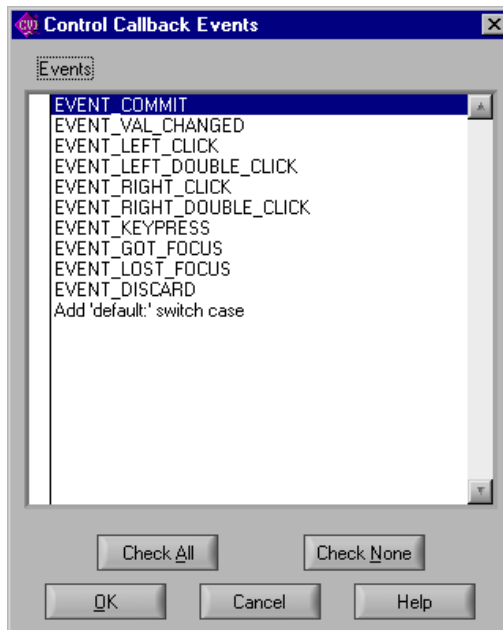 CVI Control Callback Events
Events
EVENT_COMMIT
EVENT_VAL_CHANGED
EVENT_LEFT_CLICK
EVENT_LEFT_DOUBLE_CLICK
EVENT_RIGHT_CLICK
EVENT_RIGHT_DOUBLE_CLICK
EVENT_KEYPRESS
EVENT_GOT_FOCUS
EVENT_LOST_FOCUS
EVENT_DISCARD
Add 'default:' switch case
Check All Check None
OK Cancel Help